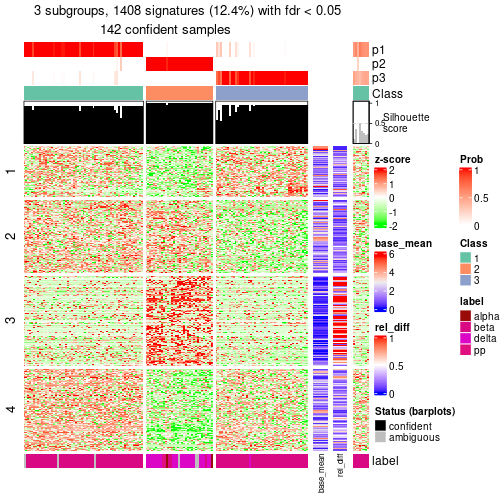 3 subgroups, 1408 signatures (12.4%) with fdr < 0.05
142 confident samples
p1
p2
p3
Class
1
0.5
0
Silhouette
score
1
2
3
4
z-score
2
1
0
-1
-2
Prob
1
0.5
0
base_mean
6
4
2
0
Class
1
2
3
rel_diff
1
0.5
0
label
alpha
beta
delta
pp
Status (barplots)
confident
ambiguous
label
base_mean
rel_diff